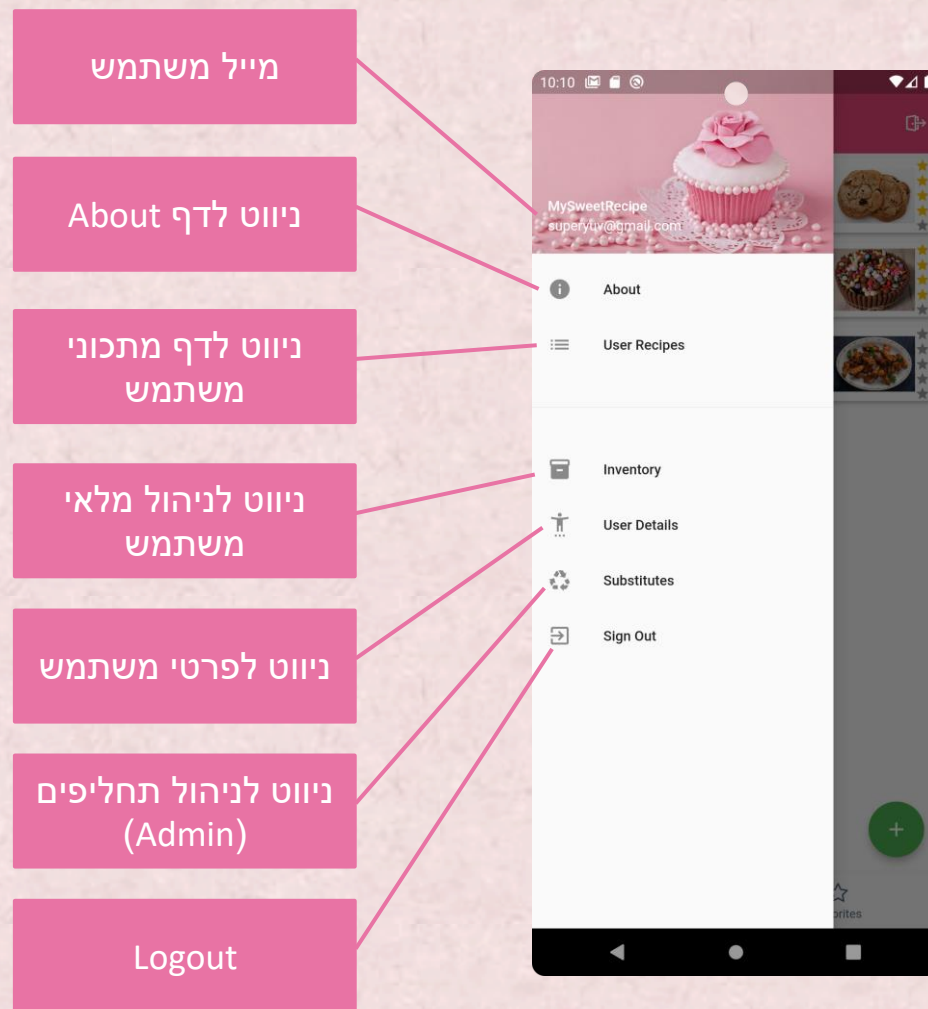 מייל משתמש
ניווט לדף About
ניווט לדף מתכוני
משתמש
ניווט לניהול מלאי
משתמש
ניווט לפרטי משתמש
ניווט לניהול תחליפים
(Admin)
Logout
10:10
MySweetRecipe
About
User Recipes
Inventory
User Details
Substitutes
Sign Out